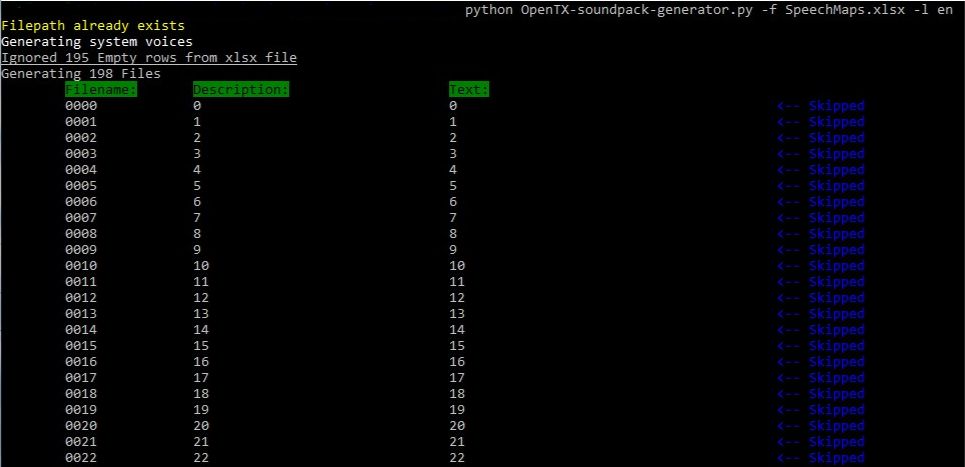 python OpenTX-soundpack-generator.py -f SpeechMaps.xlsx -l en
Filepath already exists
Generating system voices
Ignored 195 Empty rows from xlsx file
Generating 198 Files
Filename: Description: Text:
0000 0 0 <-- Skipped
0001 1 1 <-- Skipped
0002 2 2 <-- Skipped
0003 3 3 <-- Skipped
0004 4 4 <-- Skipped
0005 5 5 <-- Skipped
0006 6 6 <-- Skipped
0007 7 7 <-- Skipped
0008 8 8 <-- Skipped
0009 9 9 <-- Skipped
0010 10 10 <-- Skipped
0011 11 11 <-- Skipped
0012 12 12 <-- Skipped
0013 13 13 <-- Skipped
0014 14 14 <-- Skipped
0015 15 15 <-- Skipped
0016 16 16 <-- Skipped
0017 17 17 <-- Skipped
0018 18 18 <-- Skipped
0019 19 19 <-- Skipped
0020 20 20 <-- Skipped
0021 21 21 <-- Skipped
0022 22 22 <-- Skipped